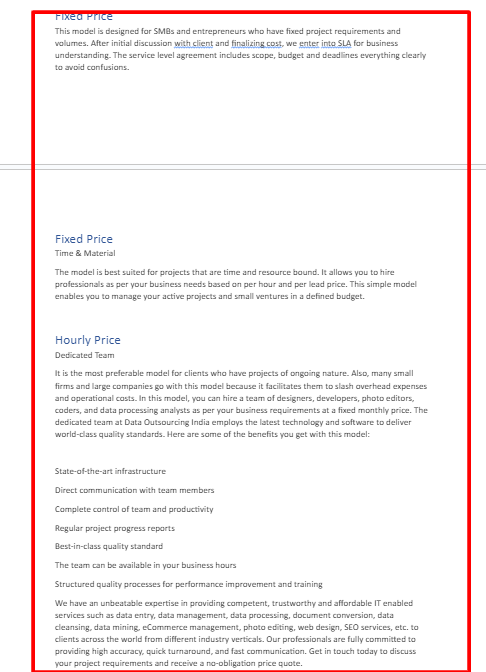 Fixed Price
This model is designed for SMBs and entrepreneurs who have fixed project requirements and
volumes. After initial discussion with client and finalizing cost, we enter into SLA for business
understanding. The service level agreement includes scope, budget and deadlines everything clearly
to avoid confusions.
Fixed Price
Time & Material
The model is best suited for projects that are time and resource bound. It allows you to hire
professionals as per your business needs based on per hour and per lead price. This simple model
enables you to manage your active projects and small ventures in a defined budget.
Hourly Price
Dedicated Team
It is the most preferable model for clients who have projects of ongoing nature. Also, many small
firms and large companies go with this model because it facilitates them to slash overhead expenses
and operational costs. In this model, you can hire a team of designers, developers, photo editors,
coders, and data processing analysts as per your business requirements at a fixed monthly price. The
dedicated team at Data Outsourcing India employs the latest technology and software to deliver
world-class quality standards. Here are some of the benefits you get with this model:
State-of-the-art infrastructure
Direct communication with team members
Complete control of team and productivity
Regular project progress reports
Best-in-class quality standard
The team can be available in your business hours
Structured quality processes for performance improvement and training
We have an unbeatable expertise in providing competent, trustworthy and affordable IT enabled
services such as data entry, data management, data processing, document conversion, data
cleansing, data mining, eCommerce management, photo editing, web design, SEO services, etc. to
clients across the world from different industry verticals. Our professionals are fully committed to
providing high accuracy, quick turnaround, and fast communication. Get in touch today to discuss
your project requirements and receive a no-obligation price quote.